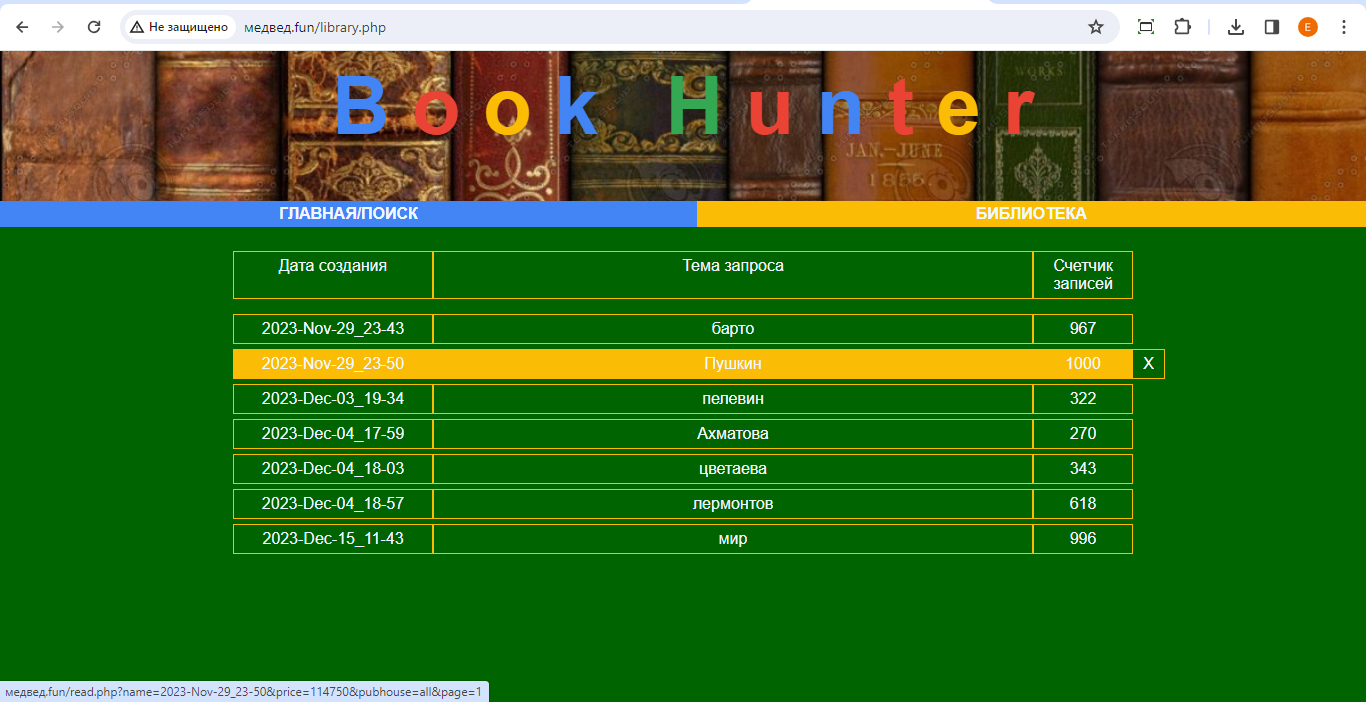 Не защищено медвед.fun/library.php E
Book Hunter
WORKS
JAN.–JUNE
1855
ГЛАВНАЯ/ПОИСК БИБЛИОТЕКА
Дата создания Тема запроса Счетчик
записей
2023-Nov-29_23-43 барто 967
2023-Nov-29_23-50 Пушкин 1000 X
2023-Dec-03_19-34 пелевин 322
2023-Dec-04_17-59 Ахматова 270
2023-Dec-04_18-03 цветаева 343
2023-Dec-04_18-57 лермонтов 618
2023-Dec-15_11-43 мир 996
медвед.fun/read.php?name=2023-Nov-29_23-50&price=114750&pubhouse=all&page=1